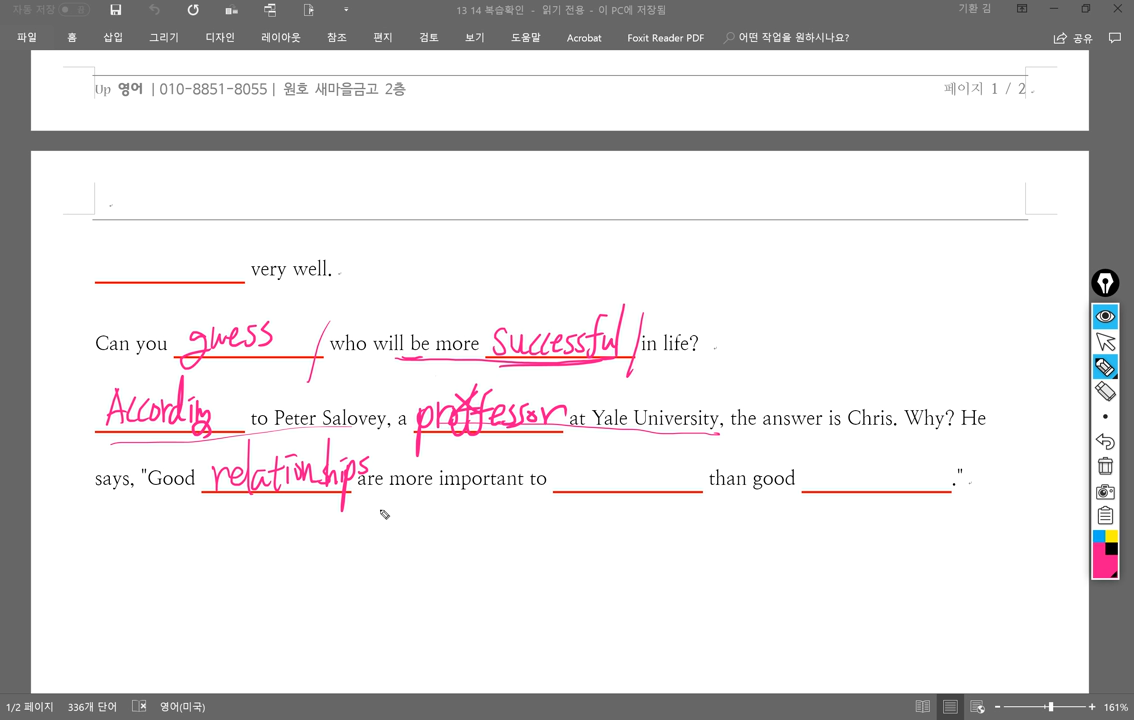 자동 저장 끔 13 14 복습확인 - 읽기 전용 - 이 PC에 저장됨 기환 김
파일 홈 삽입 그리기 디자인 레이아웃 참조 편지 검토 보기 도움말 Acrobat Foxit Reader PDF 어떤 작업을 원하시나요? 공유
Up 영어 | 010-8851-8055 | 원호 새마을금고 2층 페이지 1 / 2
very well.
Can you guess / who will be more successful / in life?
According to Peter Salovey, a professor at Yale University, the answer is Chris. Why? He
says, "Good relationships are more important to than good ."
1/2 페이지 336개 단어 영어(미국) 161%